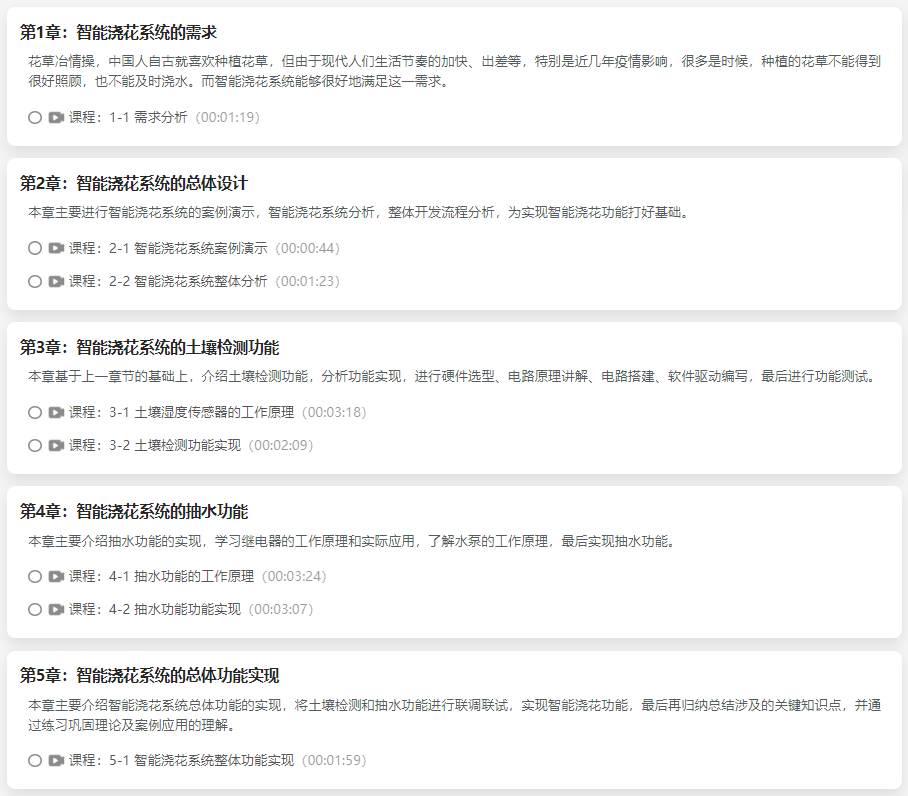 第1章：智能浇花系统的需求
花草冶情操，中国人自古就喜欢种植花草，但由于现代人们生活节奏的加快、出差等，特别是近几年疫情影响，很多是时候，种植的花草不能得到
很好照顾，也不能及时浇水。而智能浇花系统能够很好地满足这一需求。
课程：1-1 需求分析（00:01:19）
第2章：智能浇花系统的总体设计
本章主要进行智能浇花系统的案例演示，智能浇花系统分析，整体开发流程分析，为实现智能浇花功能打好基础。
课程：2-1 智能浇花系统案例演示（00:00:44）
课程：2-2 智能浇花系统整体分析（00:01:23）
第3章：智能浇花系统的土壤检测功能
本章基于上一章节的基础上，介绍土壤检测功能，分析功能实现，进行硬件选型、电路原理讲解、电路搭建、软件驱动编写，最后进行功能测试。
课程：3-1 土壤湿度传感器的工作原理（00:03:18）
课程：3-2 土壤检测功能实现（00:02:09）
第4章：智能浇花系统的抽水功能
本章主要介绍抽水功能的实现，学习继电器的工作原理和实际应用，了解水泵的工作原理，最后实现抽水功能。
课程：4-1 抽水功能的工作原理（00:03:24）
课程：4-2 抽水功能功能实现（00:03:07）
第5章：智能浇花系统的总体功能实现
本章主要介绍智能浇花系统总体功能的实现，将土壤检测和抽水功能进行联调联试，实现智能浇花功能，最后再归纳总结涉及的关键知识点，并通
过练习巩固理论及案例应用的理解。
课程：5-1 智能浇花系统整体功能实现（00:01:59）